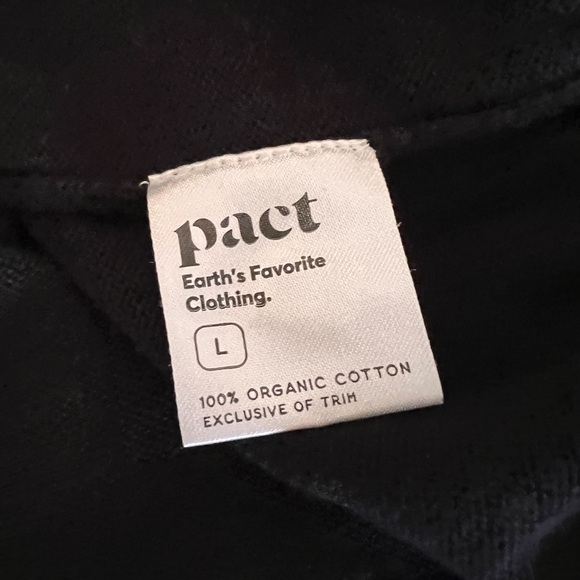 pact
Earth's Favorite
Clothing.
L
100% ORGANIC COTTON
EXCLUSIVE OF TRIM